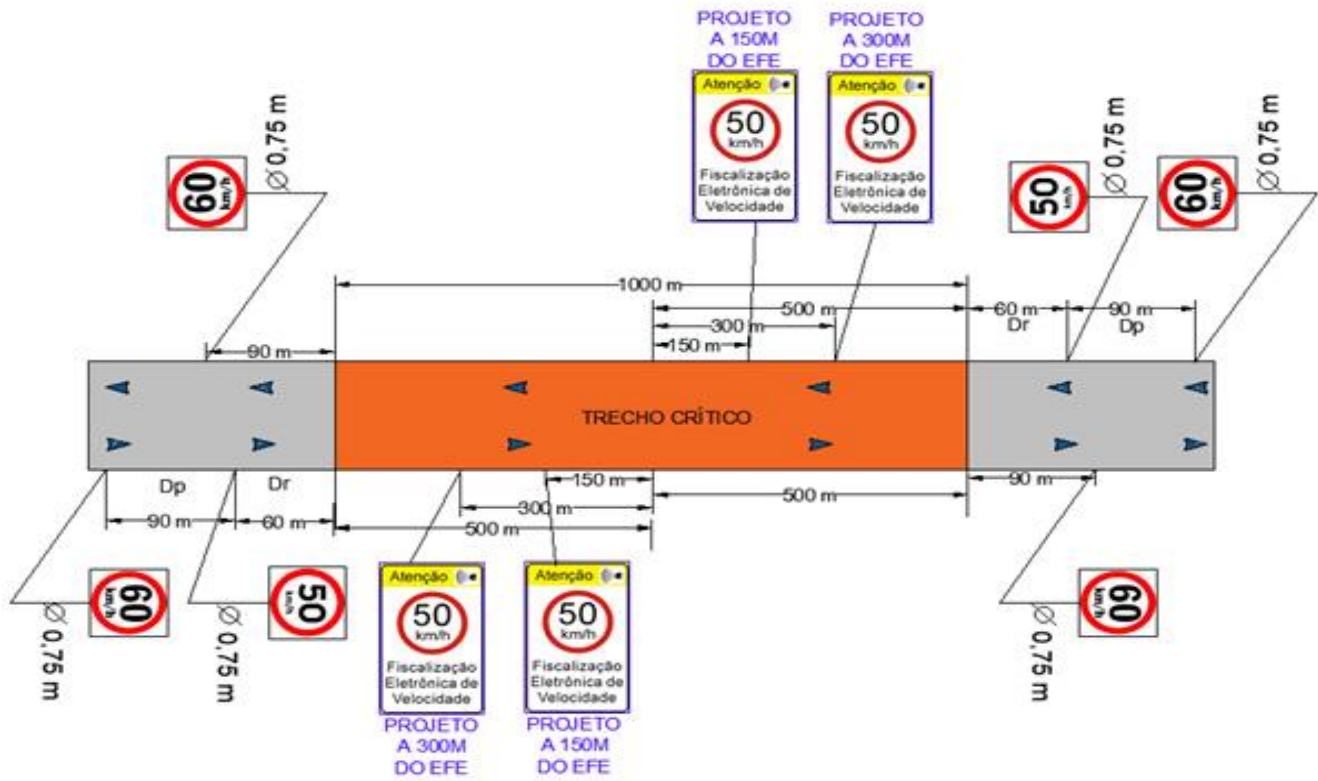 PROJETO
A 150M
DO EFE
PROJETO
A 300M
DO EFE
Atenção
50
km/h
Fiscalização
Eletrônica de
Velocidade
Atenção
50
km/h
Fiscalização
Eletrônica de
Velocidade
60
km/h
Ø 0,75 m
50
km/h
Ø 0,75 m
60
km/h
Ø 0,75 m
1000 m
500 m
300 m
150 m
60 m
Dr
90 m
Dp
90 m
TRECHO CRÍTICO
Dp
90 m
Dr
60 m
150 m
300 m
500 m
500 m
90 m
60
km/h
Ø 0,75 m
50
km/h
Ø 0,75 m
Atenção
50
km/h
Fiscalização
Eletrônica de
Velocidade
PROJETO
A 300M
DO EFE
Atenção
50
km/h
Fiscalização
Eletrônica de
Velocidade
PROJETO
A 150M
DO EFE
60
km/h
Ø 0,75 m